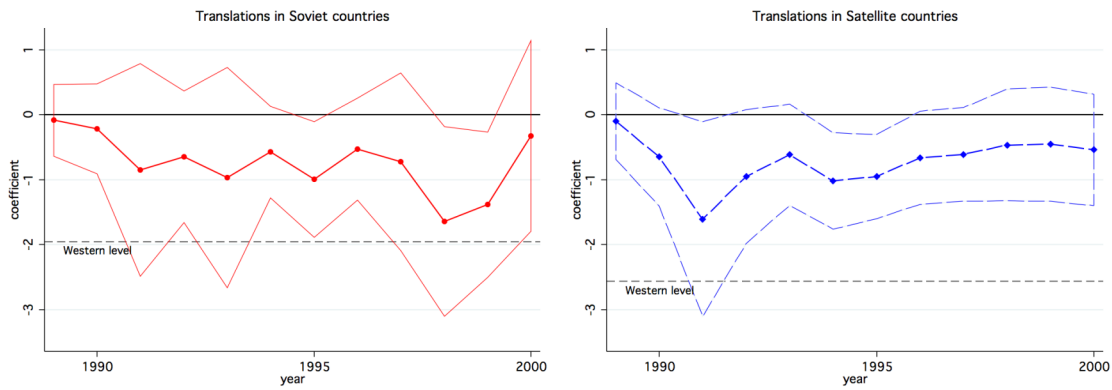 Translations in Soviet countries
1
0
-1
-2
-3
coefficient
Western level
1990
1995
2000
year
Translations in Satellite countries
1
0
-1
-2
-3
coefficient
Western level
1990
1995
2000
year